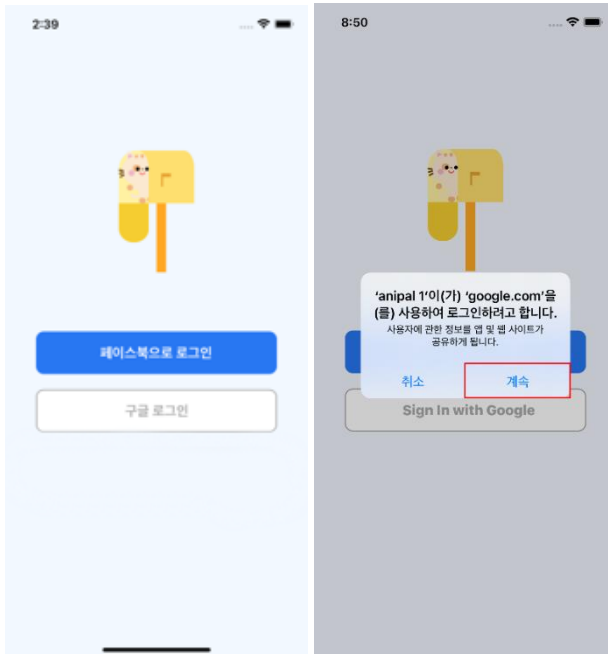 2:39
페이스북으로 로그인
구글 로그인
8:50
‘anipal 1’이(가) ‘google.com’을
(를) 사용하여 로그인하려고 합니다.
사용자에 관한 정보를 앱 및 웹 사이트가
공유하게 됩니다.
취소
계속
Sign In with Google